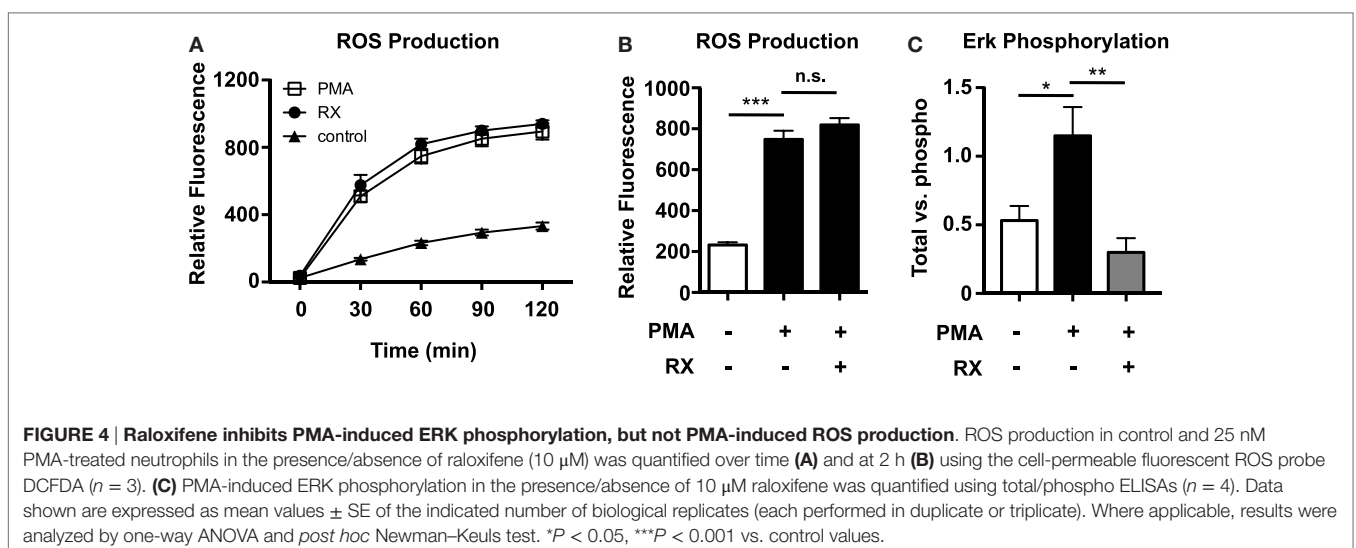 A
ROS Production
1200
800
400
0
Relative Fluorescence
PMA
RX
control
0 30 60 90 120
Time (min)
B
ROS Production
1000
800
600
400
200
0
Relative Fluorescence
***
n.s.
PMA - + +
RX - - +
C
Erk Phosphorylation
1.5
1.0
0.5
0
Total vs. phospho
*
**
PMA - + +
RX - - +
FIGURE 4 | Raloxifene inhibits PMA-induced ERK phosphorylation, but not PMA-induced ROS production. ROS production in control and 25 nM
PMA-treated neutrophils in the presence/absence of raloxifene (10 μM) was quantified over time (A) and at 2 h (B) using the cell-permeable fluorescent ROS probe
DCFDA (n = 3). (C) PMA-induced ERK phosphorylation in the presence/absence of 10 μM raloxifene was quantified using total/phospho ELISAs (n = 4). Data
shown are expressed as mean values ± SE of the indicated number of biological replicates (each performed in duplicate or triplicate). Where applicable, results were
analyzed by one-way ANOVA and post hoc Newman–Keuls test. *P < 0.05, ***P < 0.001 vs. control values.